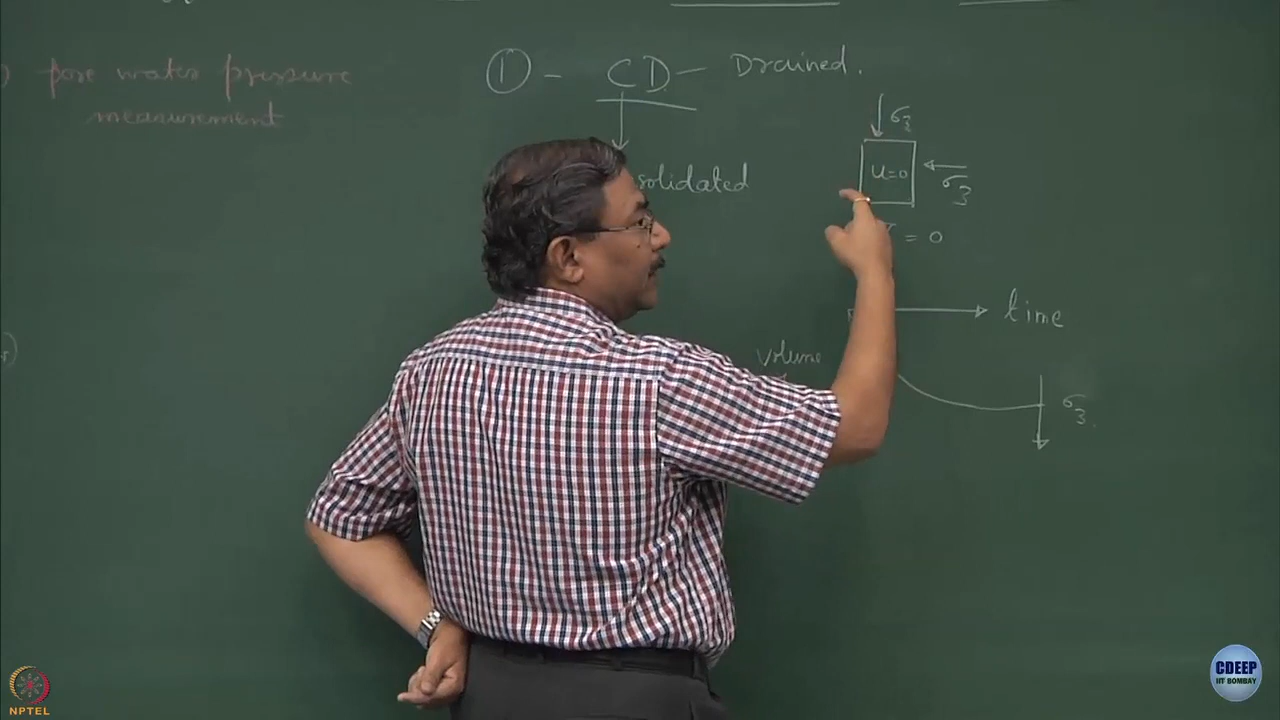 pore water pressure
measurement
① - CD - Drained.
solidated
σ3
u=0
σ3
= 0
time
volume
σ3.
NPTEL
CDEEP
IIT BOMBAY